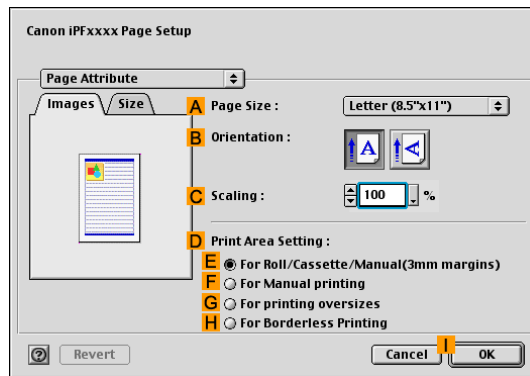 Canon iPFxxxx Page Setup
Page Attribute
Images Size
A Page Size : Letter (8.5"x11")
B Orientation : A A
C Scaling : 100 %
D Print Area Setting :
E For Roll/Cassette/Manual(3mm margins)
F For Manual printing
G For printing oversizes
H For Borderless Printing
? Revert Cancel I OK